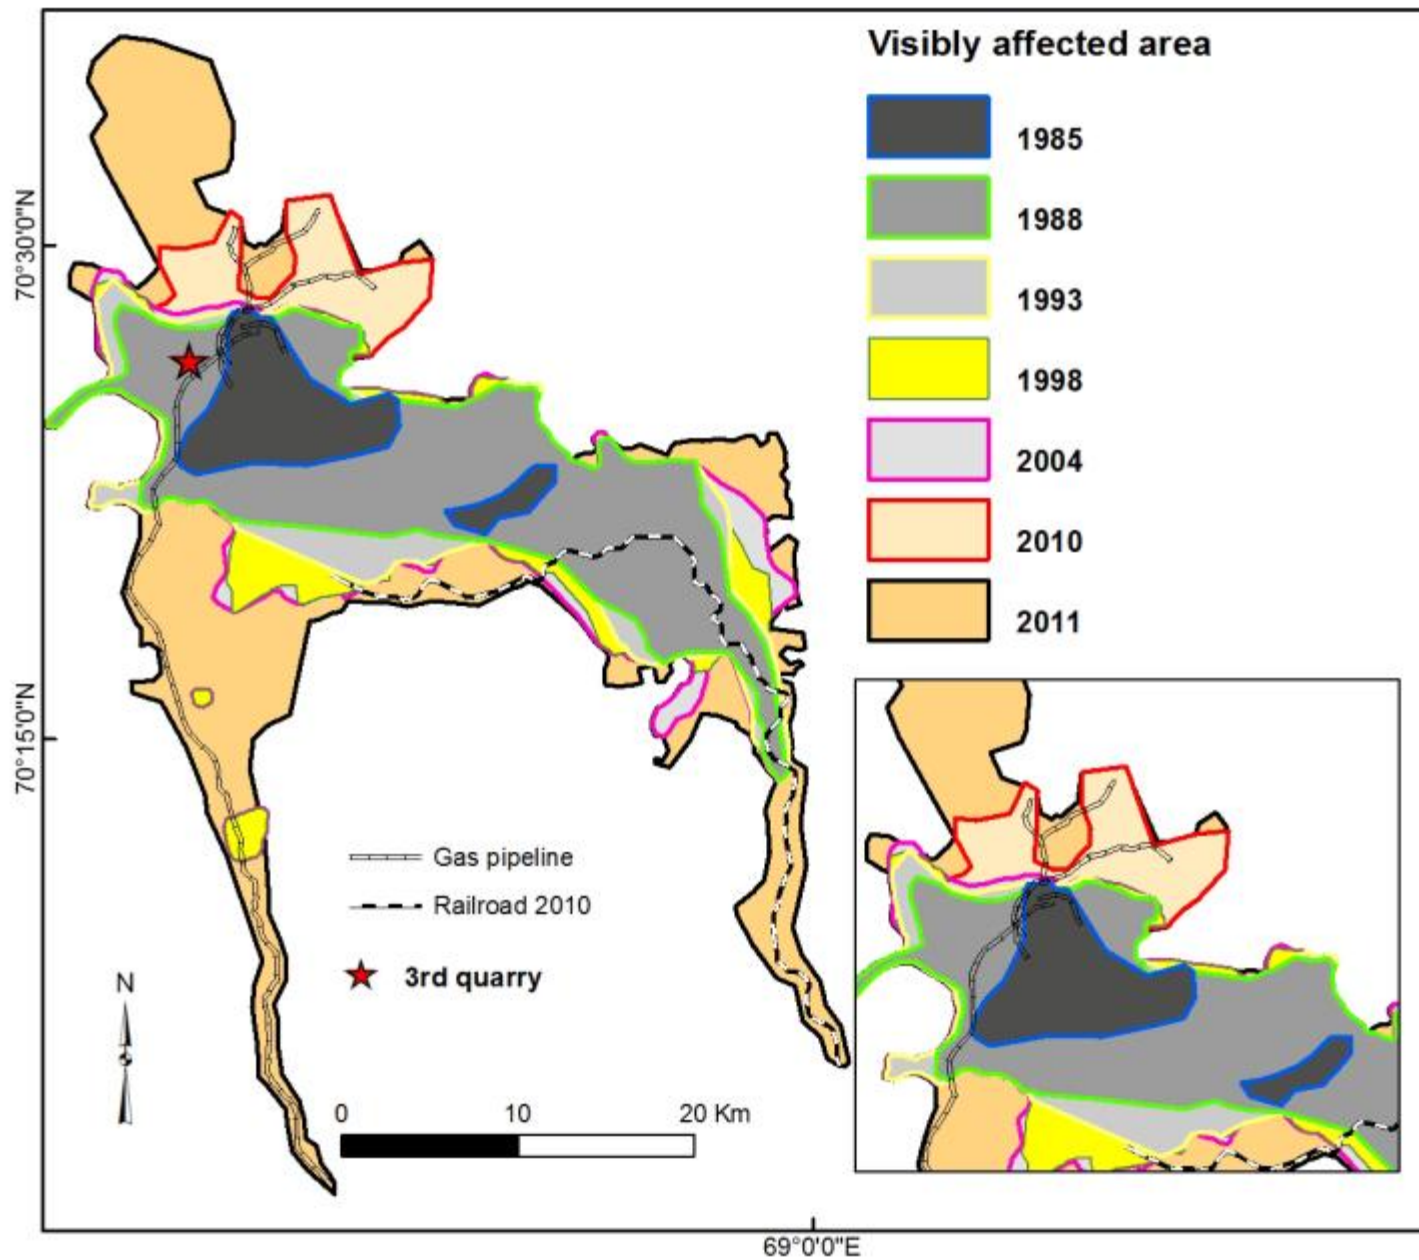 Visibly affected area
1985
1988
1993
1998
2004
2010
2011
70°30'0"N
70°15'0"N
Gas pipeline
Railroad 2010
3rd quarry
N
0 10 20 Km
69°0'0"E